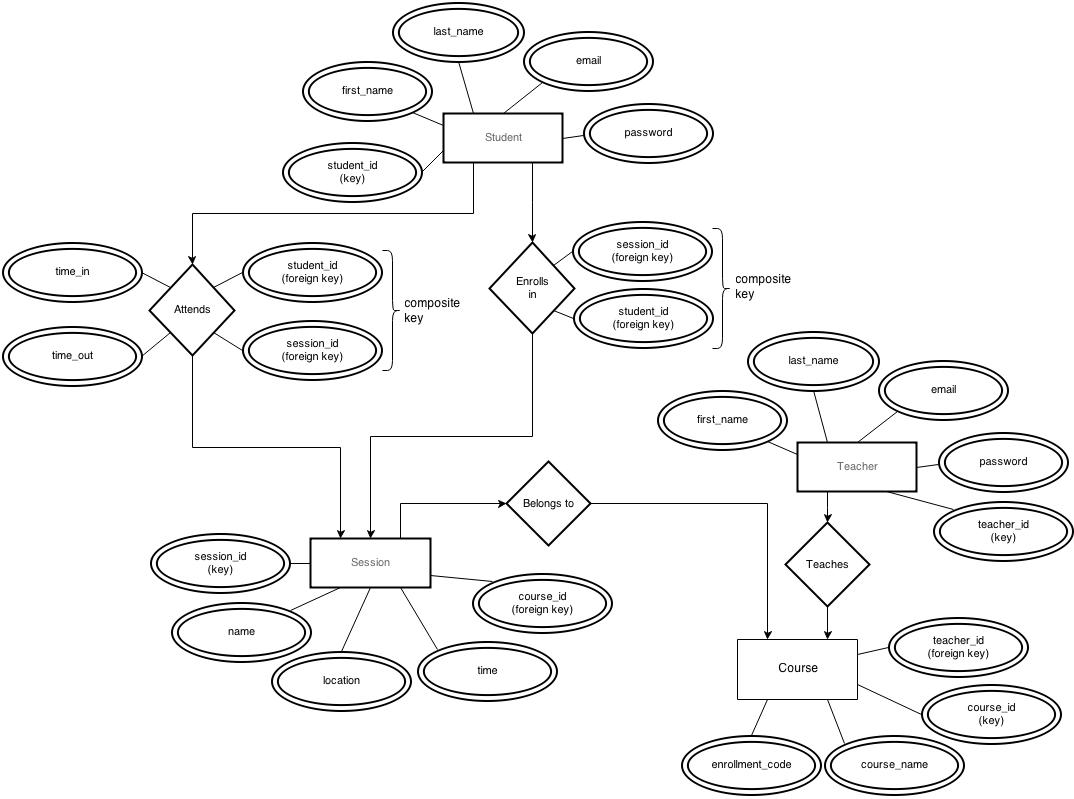 last_name
email
first_name
Student
password
student_id
(key)
session_id
(foreign key)
time_in
student_id
(foreign key)
Enrolls
in
composite
key
Attends
composite
key
student_id
(foreign key)
time_out
session_id
(foreign key)
last_name
email
first_name
Teacher
password
Belongs to
teacher_id
(key)
session_id
(key)
Session
Teaches
course_id
(foreign key)
name
teacher_id
(foreign key)
location
time
Course
course_id
(key)
enrollment_code
course_name